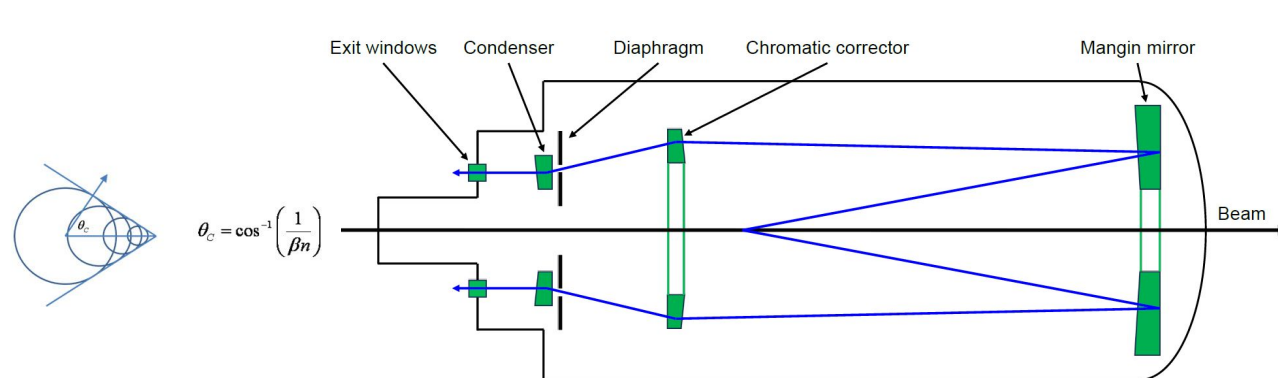 Exit windows Condenser Diaphragm Chromatic corrector Mangin mirror
Beam
θc
θC = cos⁻¹(1/βn)